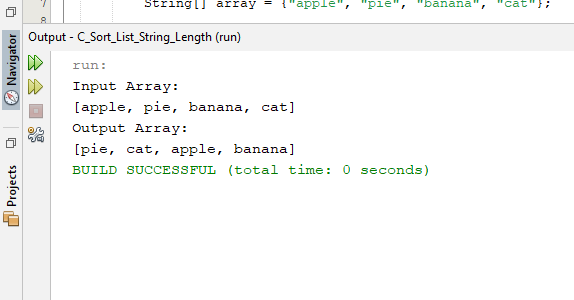 7 String[] array = {"apple", "pie", "banana", "cat"};
8
Output - C_Sort_List_String_Length (run)
Navigator
Projects
run:
Input Array:
[apple, pie, banana, cat]
Output Array:
[pie, cat, apple, banana]
BUILD SUCCESSFUL (total time: 0 seconds)